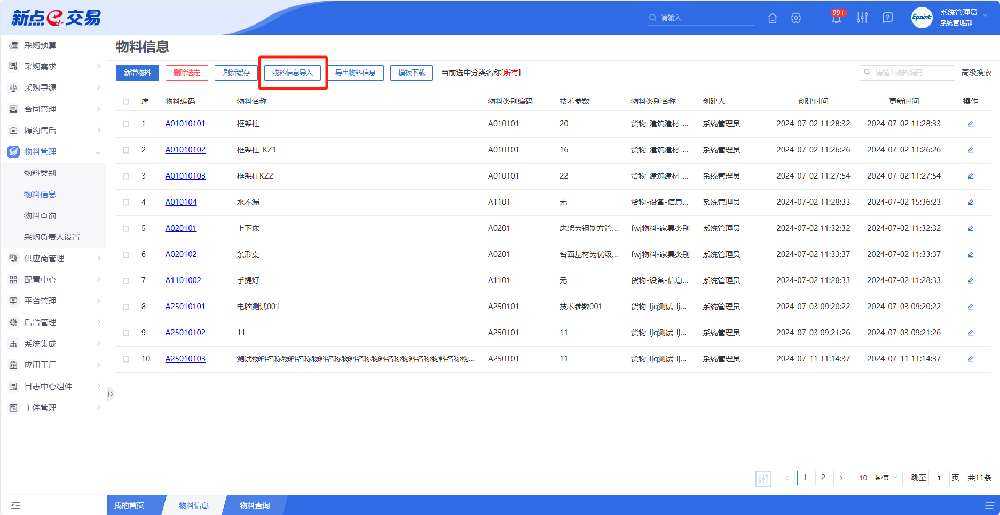 新点e交易
请输入
99+
Epoint
系统管理员
系统管理部
采购预算
采购需求
采购寻源
合同管理
履约售后
物料管理
物料类别
物料信息
物料查询
采购负责人设置
供应商管理
配置中心
平台管理
后台管理
系统集成
应用工厂
日志中心组件
主体管理
物料信息
新增物料 删除选定 刷新缓存 物料信息导入 导出物料信息 模板下载 当前选中分类名称[所有] 请输入物料编码 高级搜索
序 物料编码 物料名称 物料类别编码 技术参数 物料类别名称 创建人 创建时间 更新时间 操作
1 A01010101 框架柱 A010101 20 货物-建筑建材-... 系统管理员 2024-07-02 11:28:32 2024-07-02 11:28:33
2 A01010102 框架柱-KZ1 A010101 16 货物-建筑建材-... 系统管理员 2024-07-02 11:26:26 2024-07-02 11:26:26
3 A01010103 框架柱KZ2 A010101 22 货物-建筑建材-... 系统管理员 2024-07-02 11:27:54 2024-07-02 11:27:54
4 A010104 水不漏 A1101 无 货物-设备-信息... 系统管理员 2024-07-02 11:28:33 2024-07-02 15:36:23
5 A020101 上下床 A0201 床架为钢制方管... fwj物料-家具类别 系统管理员 2024-07-02 11:32:32 2024-07-02 11:32:32
6 A020102 条形桌 A0201 台面基材为优级... fwj物料-家具类别 系统管理员 2024-07-02 11:33:37 2024-07-02 11:33:37
7 A1101002 手提灯 A1101 无 货物-设备-信息... 系统管理员 2024-07-02 11:28:33 2024-07-02 11:28:33
8 A25010101 电脑测试001 A250101 技术参数001 货物-ljq测试-lj... 系统管理员 2024-07-03 09:20:22 2024-07-03 09:20:22
9 A25010102 11 A250101 11 货物-ljq测试-lj... 系统管理员 2024-07-03 09:21:26 2024-07-03 09:21:26
10 A25010103 测试物料名称物料名称物料名称物料名称物料名称物料名称物料名称物... A250101 11 货物-ljq测试-lj... 系统管理员 2024-07-11 11:14:37 2024-07-11 11:14:37
1 2 10 条/页 跳至 1 页 共11条
我的首页 物料信息 物料查询